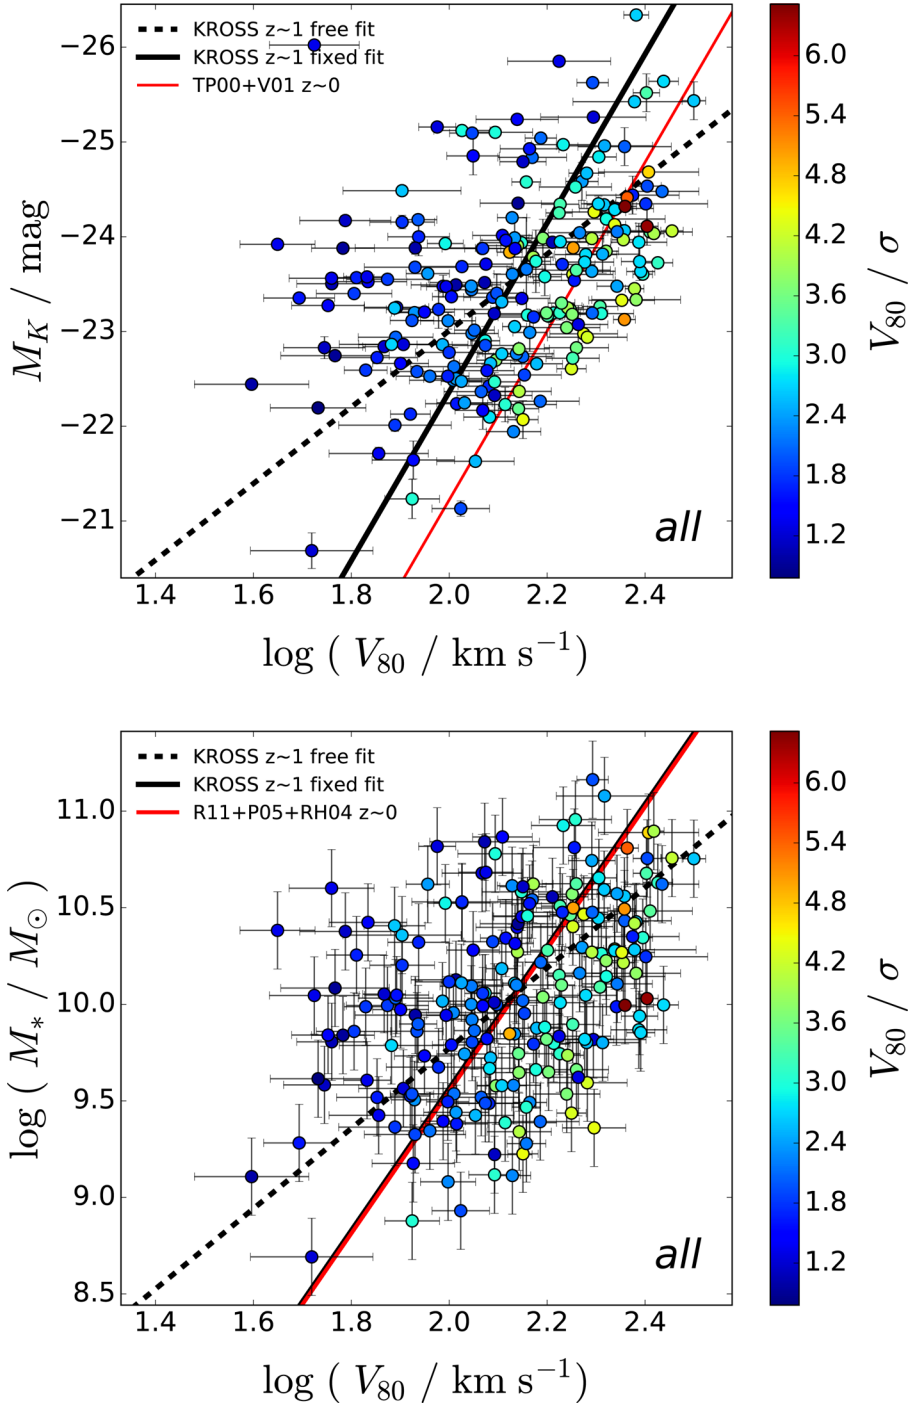 KROSS z~1 free fit
KROSS z~1 fixed fit
TP00+V01 z~0
−26
−25
−24
−23
−22
−21
M_K / mag
all
1.4 1.6 1.8 2.0 2.2 2.4
log ( V_80 / km s^−1)
6.0
5.4
4.8
4.2
3.6
3.0
2.4
1.8
1.2
V_80 / σ
KROSS z~1 free fit
KROSS z~1 fixed fit
R11+P05+RH04 z~0
11.0
10.5
10.0
9.5
9.0
8.5
log ( M_* / M_⊙)
all
1.4 1.6 1.8 2.0 2.2 2.4
log ( V_80 / km s^−1)
6.0
5.4
4.8
4.2
3.6
3.0
2.4
1.8
1.2
V_80 / σ